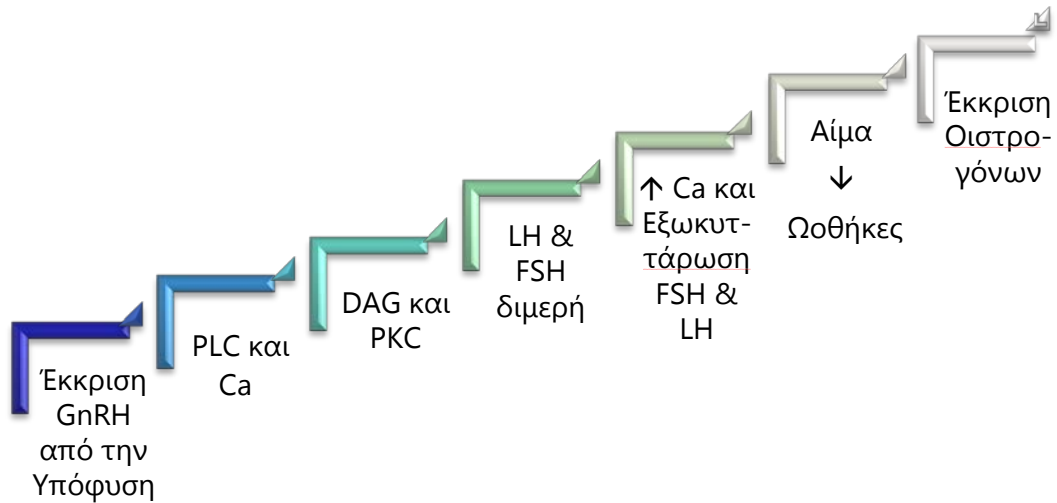 Έκκριση
GnRH
από την
Υπόφυση
PLC και
Ca
DAG και
PKC
LH &
FSH
διμερή
↑ Ca και
Εξωκυτ-
τάρωση
FSH &
LH
Αίμα
↓
Ωοθήκες
Έκκριση
Οιστρο-
γόνων